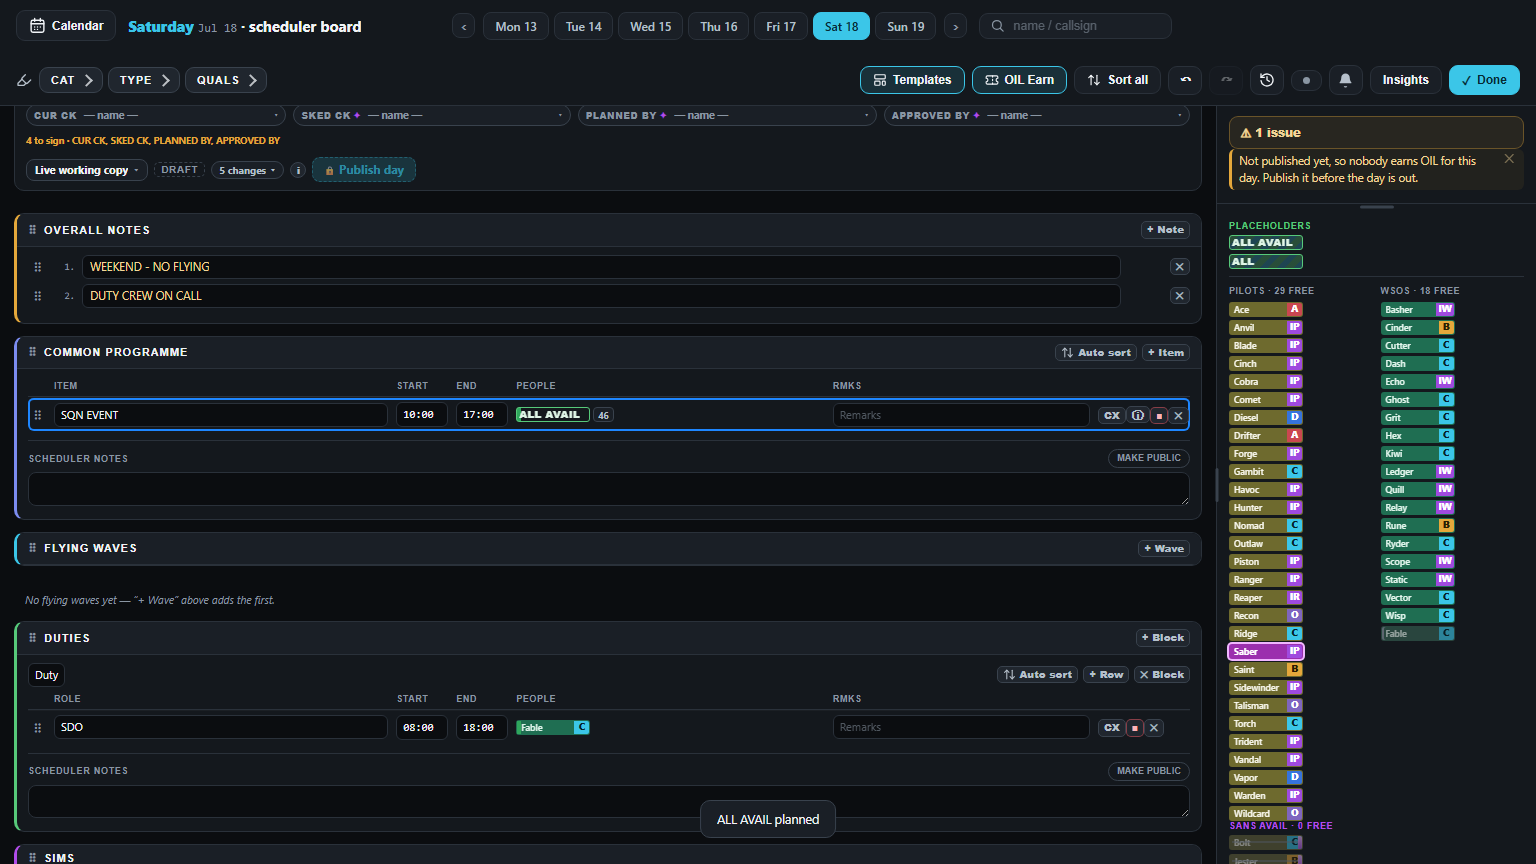 Calendar
Saturday Jul 18 · scheduler board
‹ Mon 13 Tue 14 Wed 15 Thu 16 Fri 17 Sat 18 Sun 19 ›
name / callsign
CAT TYPE QUALS
Templates OIL Earn Sort all Insights ✓ Done
CUR CK — name — SKED CK — name — PLANNED BY — name — APPROVED BY — name —
4 to sign · CUR CK, SKED CK, PLANNED BY, APPROVED BY
Live working copy DRAFT 5 changes i Publish day
OVERALL NOTES + Note
1. WEEKEND - NO FLYING
2. DUTY CREW ON CALL
COMMON PROGRAMME Auto sort + Item
ITEM START END PEOPLE RMKS
SQN EVENT 10:00 17:00 ALL AVAIL 46 Remarks CX
SCHEDULER NOTES MAKE PUBLIC
FLYING WAVES + Wave
No flying waves yet — "+ Wave" above adds the first.
DUTIES + Block
Duty Auto sort + Row × Block
ROLE START END PEOPLE RMKS
SDO 08:00 18:00 Fable C Remarks CX
SCHEDULER NOTES MAKE PUBLIC
ALL AVAIL planned
SIMS
⚠ 1 issue
Not published yet, so nobody earns OIL for this
day. Publish it before the day is out.
PLACEHOLDERS
ALL AVAIL
ALL
PILOTS · 29 FREE
Ace A
Anvil IP
Blade IP
Cinch IP
Cobra IP
Comet IP
Diesel D
Drifter A
Forge IP
Gambit C
Havoc IP
Hunter IP
Nomad C
Outlaw C
Piston IP
Ranger IP
Reaper IR
Recon O
Ridge C
Saber IP
Saint B
Sidewinder IP
Talisman O
Torch C
Trident IP
Vandal IP
Vapor D
Warden IP
Wildcard O
WSOS · 18 FREE
Basher IW
Cinder B
Cutter C
Dash C
Echo IW
Ghost C
Grit C
Hex C
Kiwi C
Ledger IW
Quill IW
Relay IW
Rune B
Ryder C
Scope IW
Static IW
Vector C
Wisp C
Fable C
SANS AVAIL · 0 FREE
Bolt C
Jester B